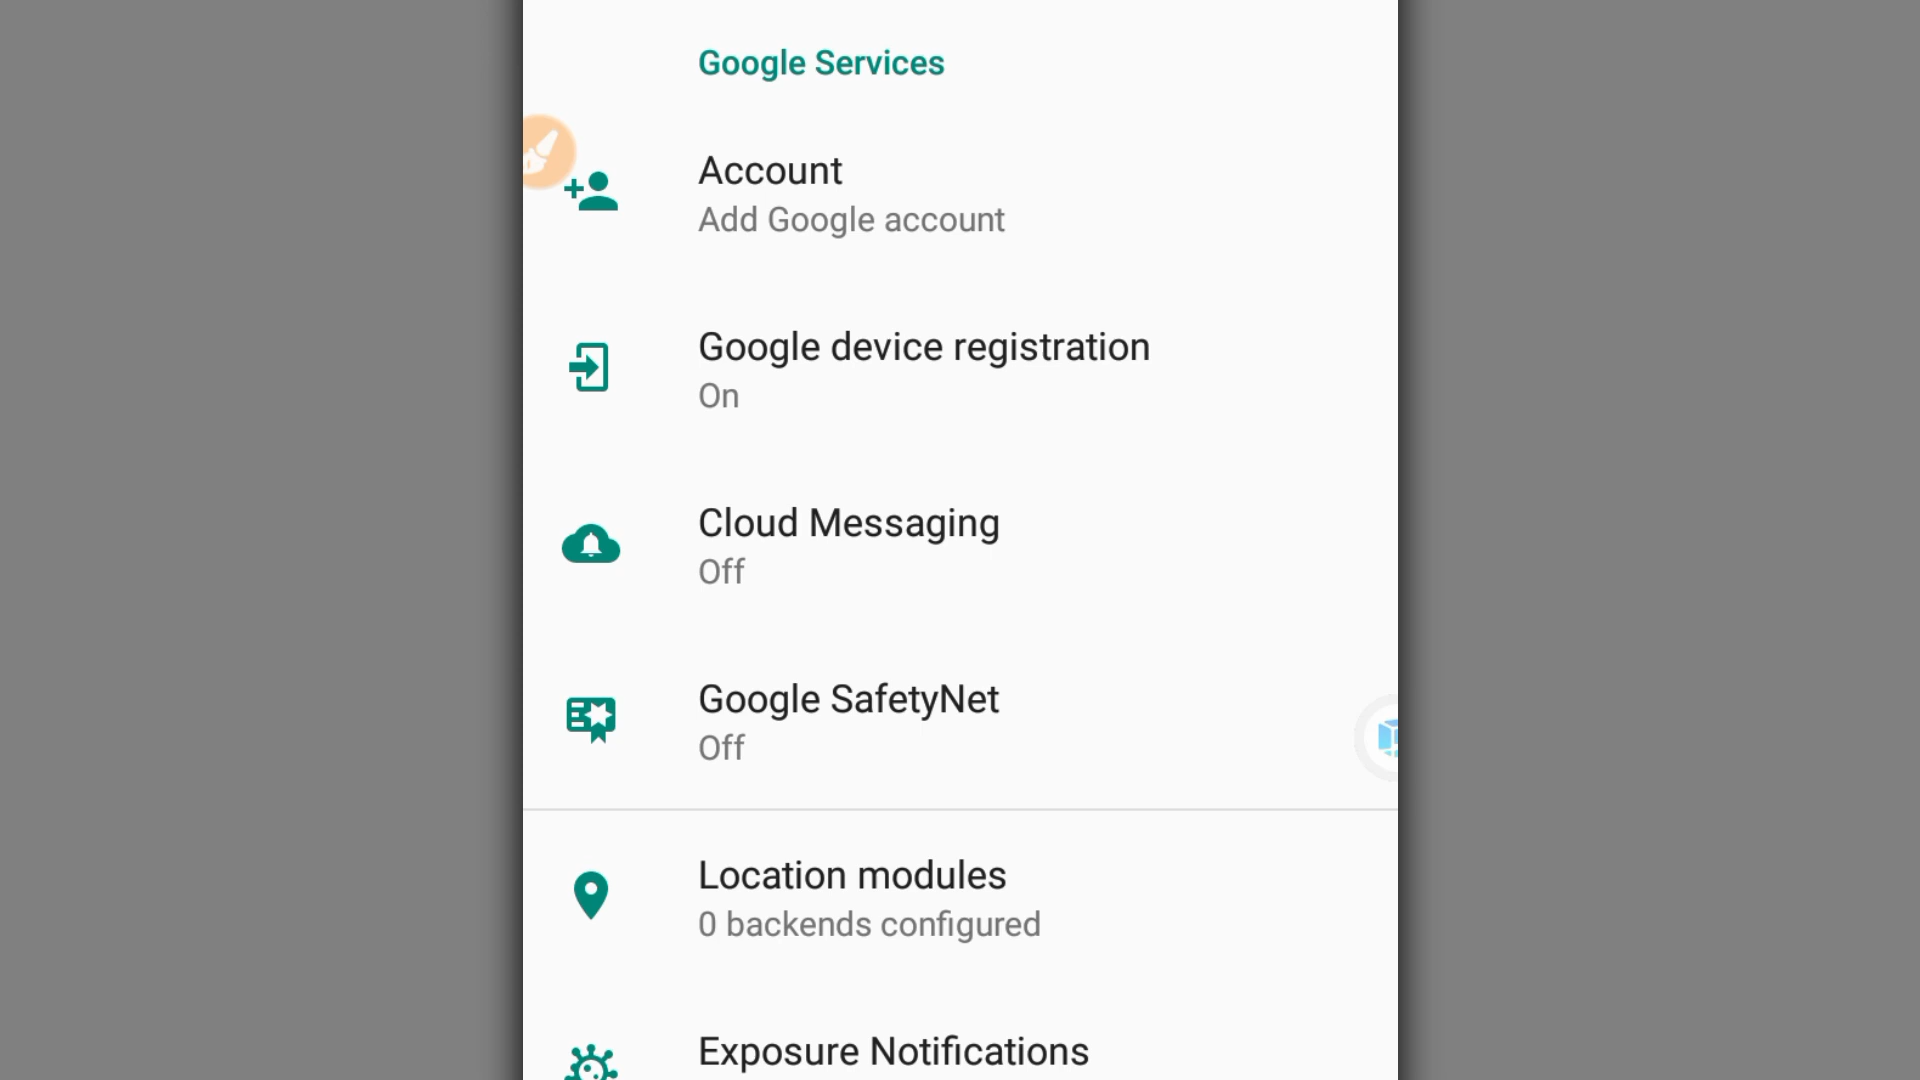 Google Services
Account
Add Google account
Google device registration
On
Cloud Messaging
Off
Google SafetyNet
Off
Location modules
0 backends configured
Exposure Notifications